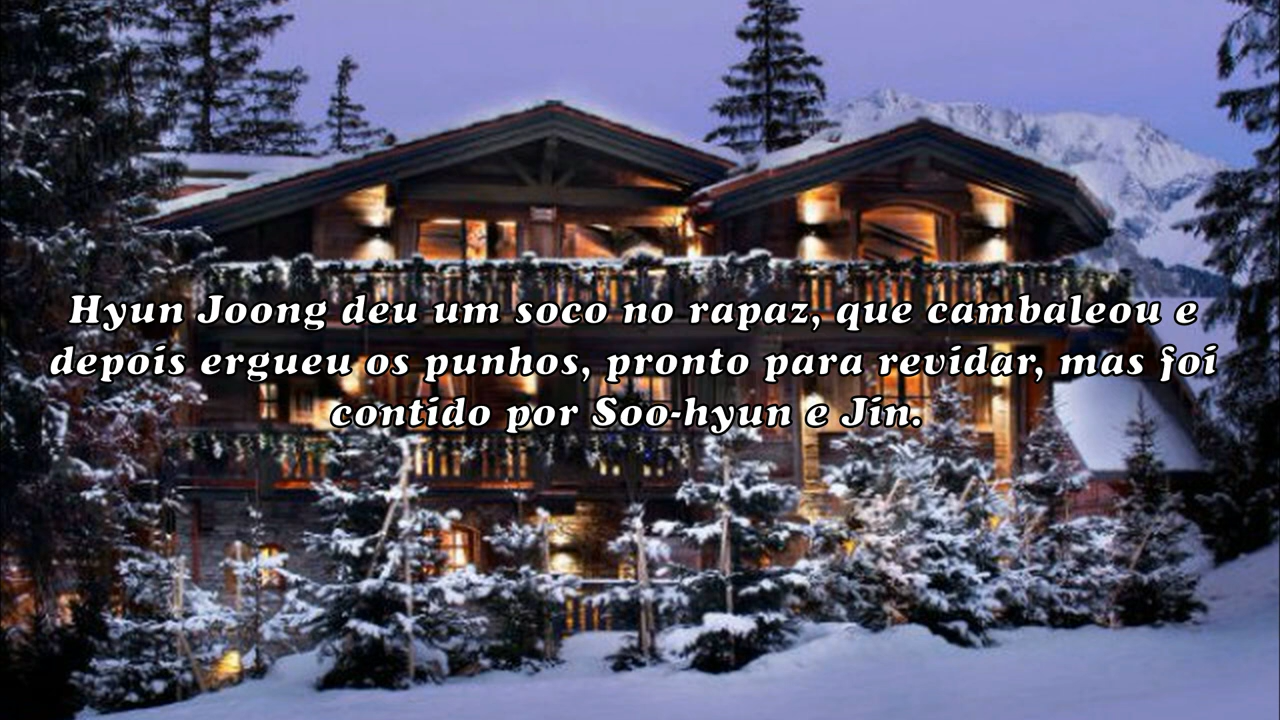 Hyun Joong deu um soco no rapaz, que cambaleou e
depois ergueu os punhos, pronto para revidar, mas foi
contido por Soo-hyun e Jin.